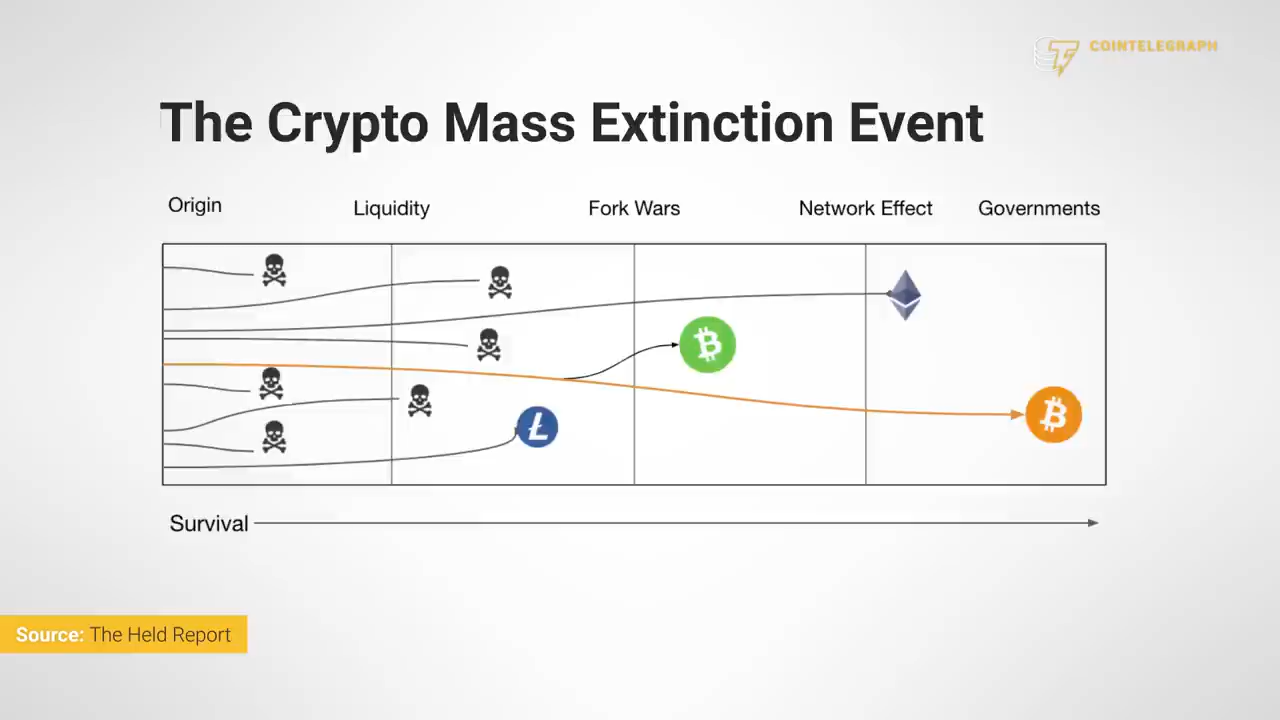 COINTELEGRAPH
The Crypto Mass Extinction Event
Origin
Liquidity
Fork Wars
Network Effect
Governments
Survival
Source: The Held Report